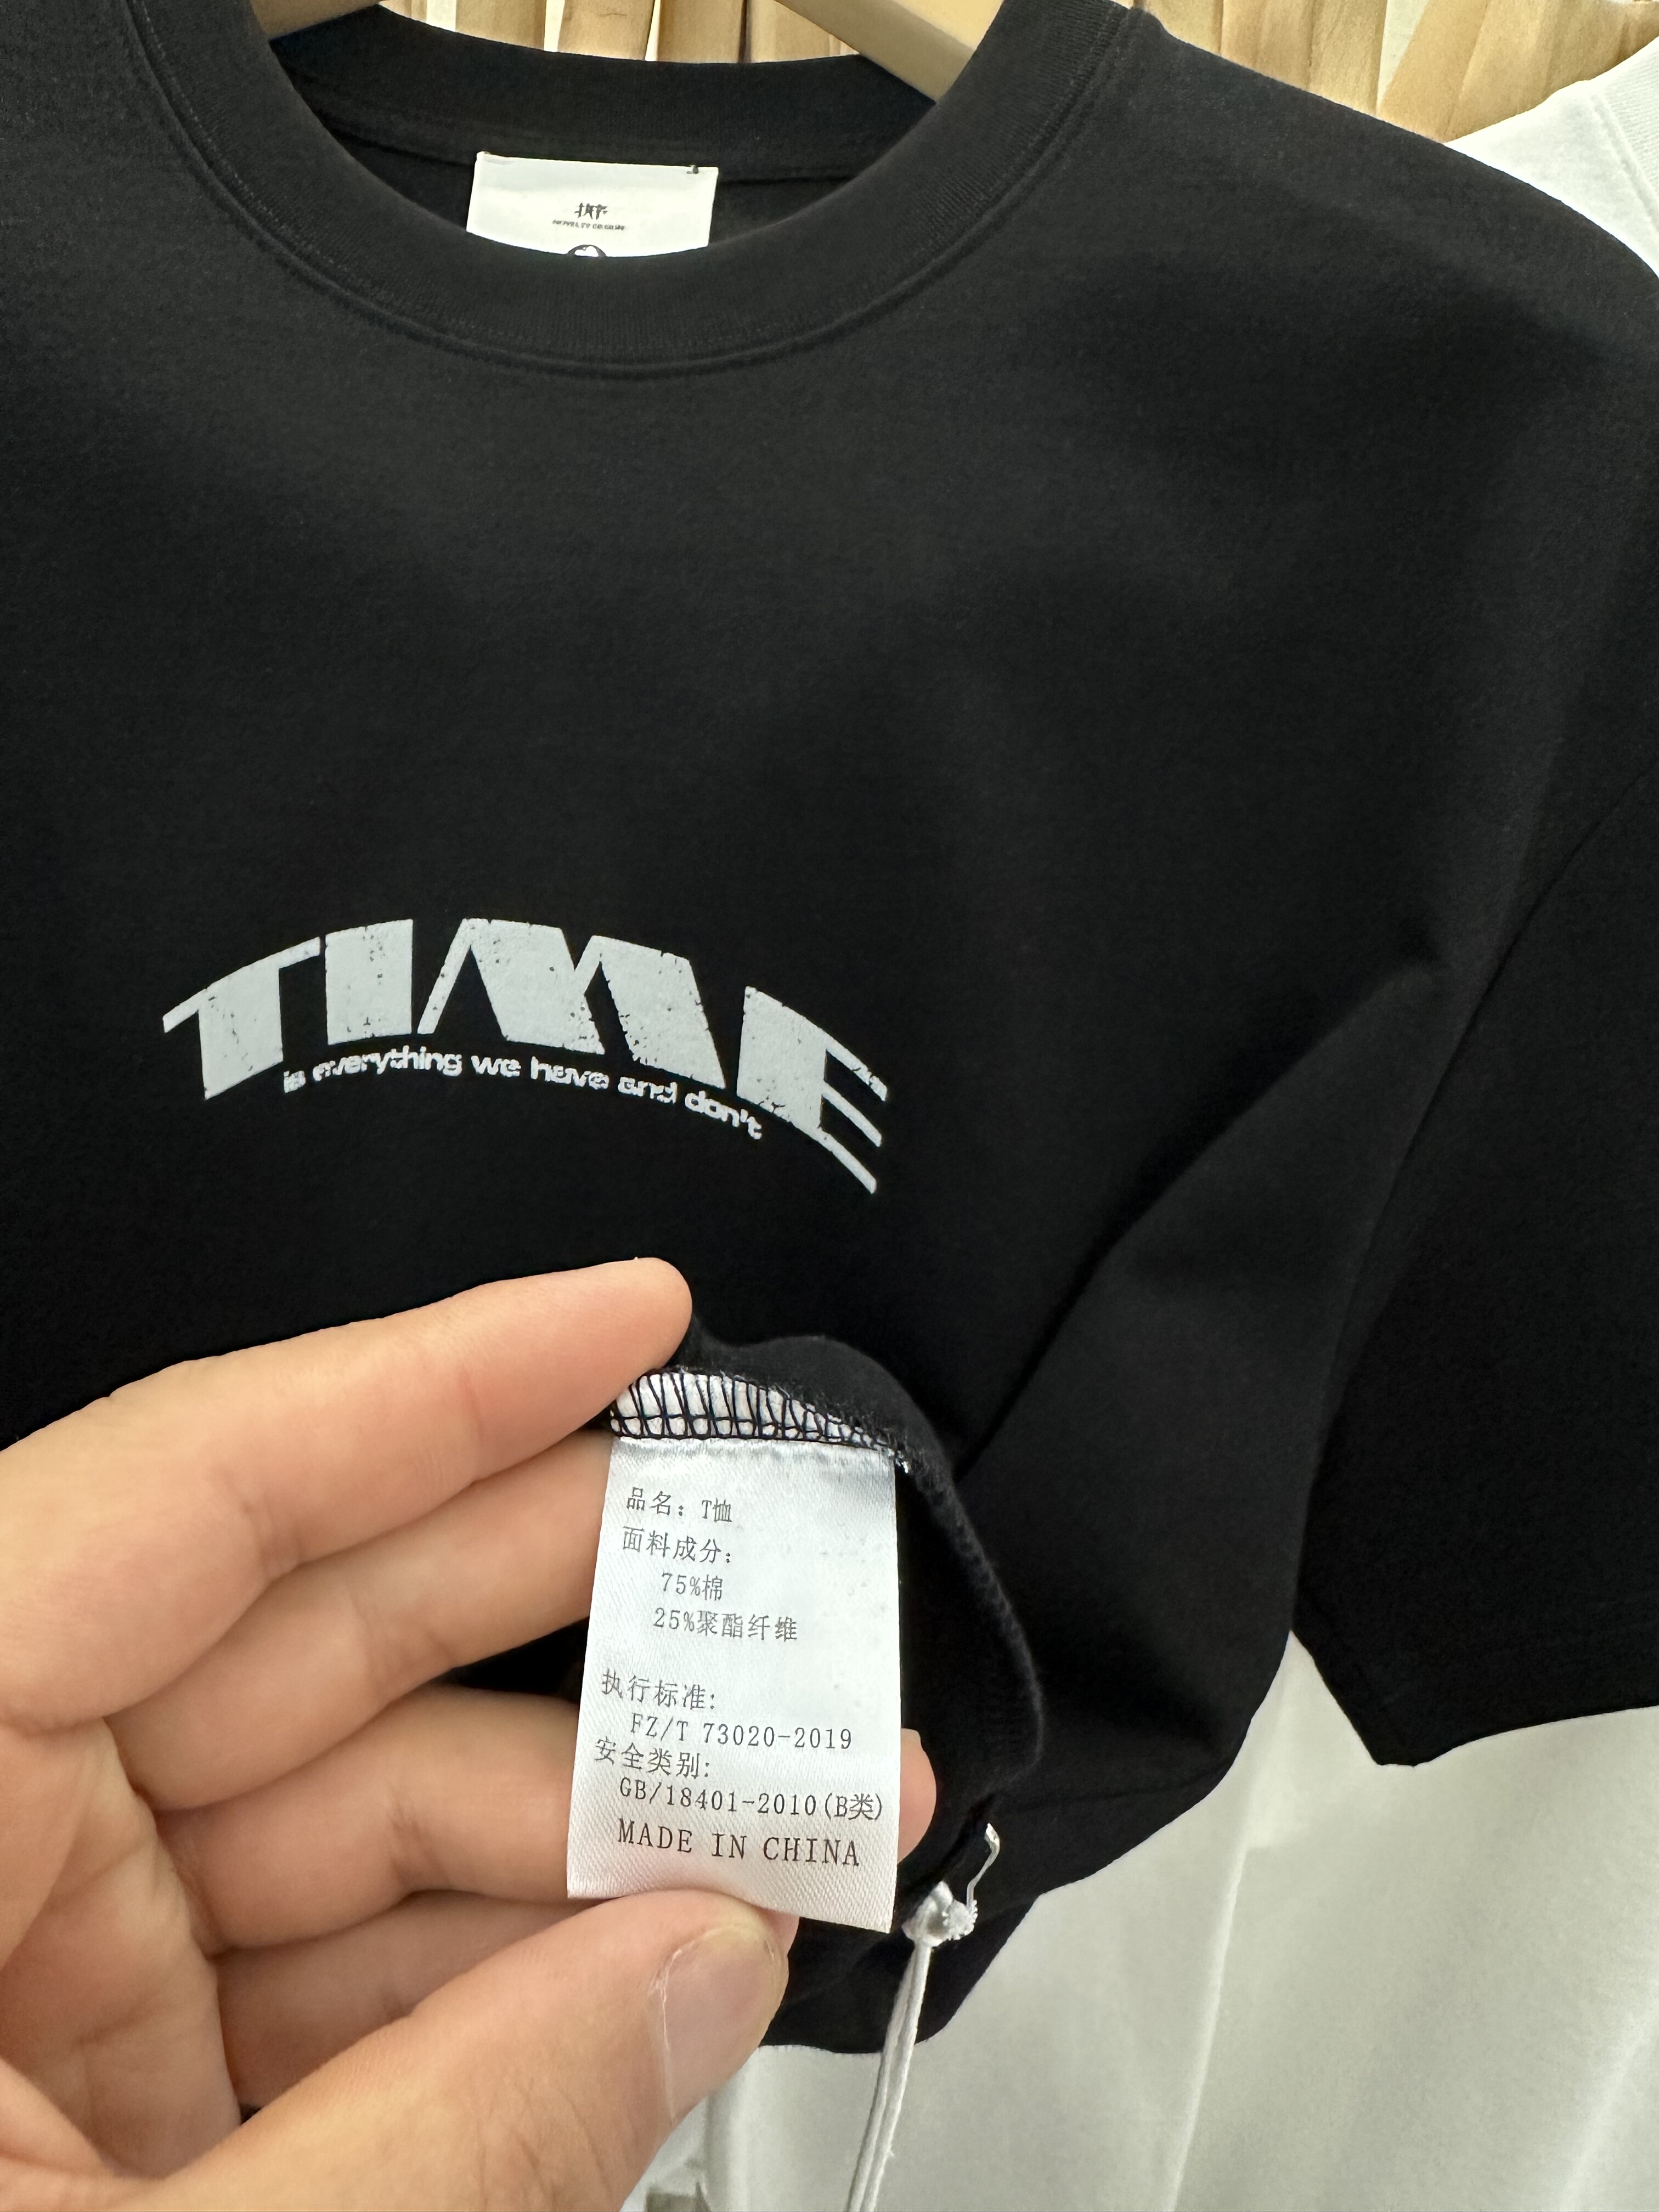 TIME
is everything we have and don't
品名：T恤
面料成分：
75%棉
25%聚酯纤维
执行标准：
FZ/T 73020-2019
安全类别：
GB/18401-2010(B类)
MADE IN CHINA